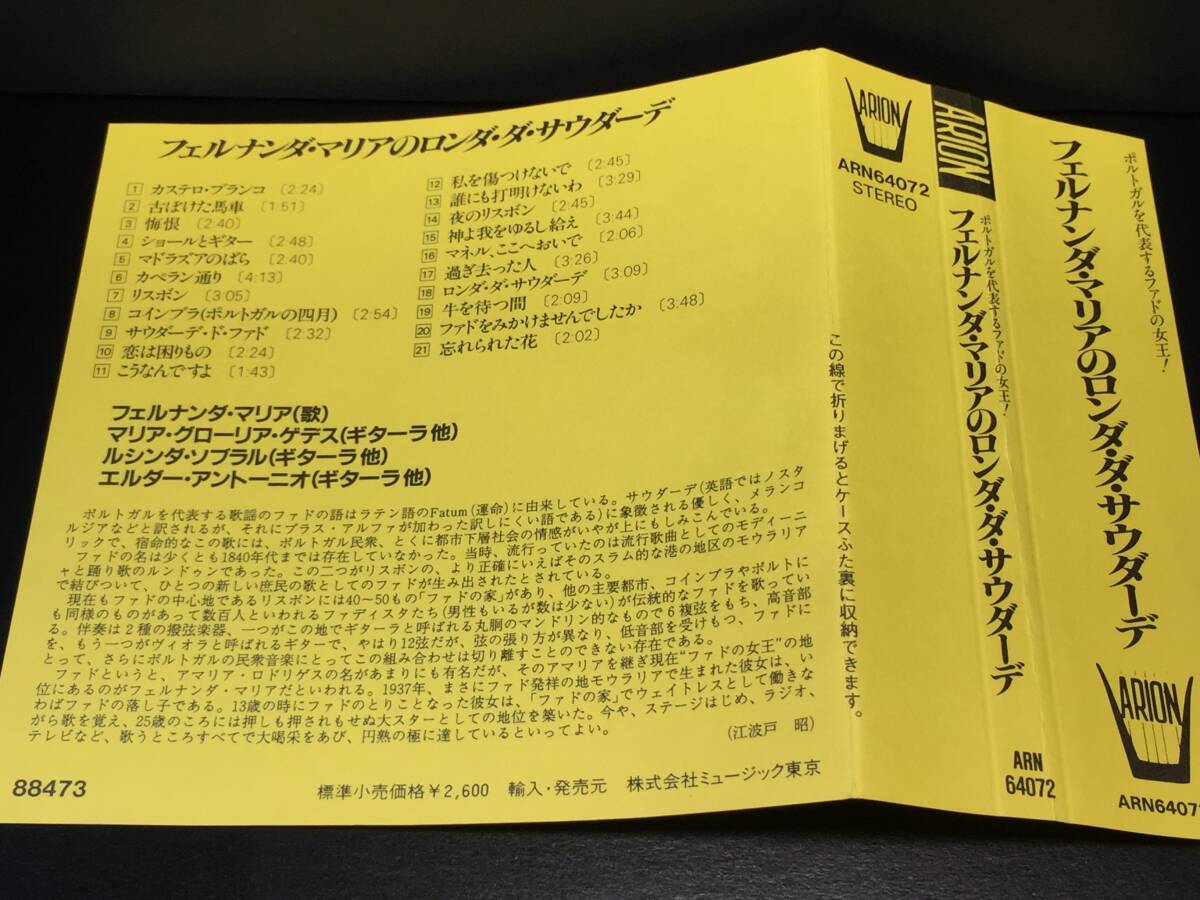 フェルナンダ・マリアのロンダ・ダ・サウダーデ
1 カステロ・ブランコ 〔2:24〕
2 古ぼけた馬車 〔1:51〕
3 悔恨 〔2:40〕
4 ショールとギター 〔2:48〕
5 マドラズアのばら 〔2:40〕
6 カペラン通り 〔4:13〕
7 リスボン 〔3:05〕
8 コインブラ(ポルトガルの四月) 〔2:54〕
9 サウダーデ・ド・ファド 〔2:32〕
10 恋は困りもの 〔2:24〕
11 こうなんですよ 〔1:43〕
12 私を傷つけないで 〔2:45〕
13 誰にも打明けないわ 〔3:29〕
14 夜のリスボン 〔2:45〕
15 神よ我をゆるし給え 〔3:44〕
16 マネル、ここへおいで 〔2:06〕
17 過ぎ去った人 〔3:26〕
18 ロンダ・ダ・サウダーデ 〔3:09〕
19 牛を待つ間 〔2:09〕
20 ファドをみかけませんでしたか 〔3:48〕
21 忘れられた花 〔2:02〕
フェルナンダ・マリア(歌)
マリア・グローリア・ゲデス(ギターラ他)
ルシンダ・ソブラル(ギターラ他)
エルダー・アントーニオ(ギターラ他)
ポルトガルを代表する歌謡のファドの語はラテン語のFatum(運命)に由来している。サウダーデ(英語ではノスタ
ルジアなどと訳されるが、それにプラス・アルファが加わった訳しにくい語である)に象徴される優しく、メランコ
リックで、宿命的なこの歌には、ポルトガル民衆、とくに都市下層社会の情感がいやが上にもしみこんでいる。
ファドの名は少くとも1840年代までは存在していなかった。当時、流行っていたのは流行歌曲としてのモディーニ
ャと踊り歌のルンドゥンであった。この二つがリスボンの、より正確にいえばそのスラム的な港の地区のモウラリア
で結びついて、ひとつの新しい庶民の歌としてのファドが生み出されたとされている。
現在もファドの中心地であるリスボンには40〜50もの「ファドの家」があり、他の主要都市、コインブラやポルトに
も同様のものがあって数百人といわれるファディスタたち(男性もいるが数は少ない)が伝統的なファドを歌ってい
る。伴奏は2種の撥弦楽器、一つがこの地でギターラと呼ばれる丸胴のマンドリン的なもので6複弦をもち、高音部
を、もう一つがヴィオラと呼ばれるギターで、やはり12弦だが、弦の張り方が異なり、低音部を受けもつ。ファドに
とって、さらにポルトガルの民衆音楽にとってこの組み合わせは切り離すことのできない存在である。
ファドというと、アマリア・ロドリゲスの名があまりにも有名だが、そのアマリアを継ぎ現在“ファドの女王”の地
位にあるのがフェルナンダ・マリアだといわれる。1937年、まさにファド発祥の地モウラリアで生まれた彼女は、い
わばファドの落し子である。13歳の時にファドのとりことなった彼女は、「ファドの家」でウェイトレスとして働きな
がら歌を覚え、25歳のころには押しも押されもせぬ大スターとしての地位を築いた。今や、ステージはじめ、ラジオ、
テレビなど、歌うところすべてで大喝采をあび、円熟の極に達しているといってよい。
(江波戸 昭)
88473
標準小売価格¥2,600 輸入・発売元 株式会社ミュージック東京
この線で折りまげるとケース・ふた裏に収納できます。
ARION
ARN64072
STEREO
ARION
ポルトガルを代表するファドの女王!
フェルナンダ・マリアのロンダ・ダ・サウダーデ
ARN
64072
ポルトガルを代表するファドの女王!
フェルナンダ・マリアのロンダ・ダ・サウダーデ
ARION
ARN64072